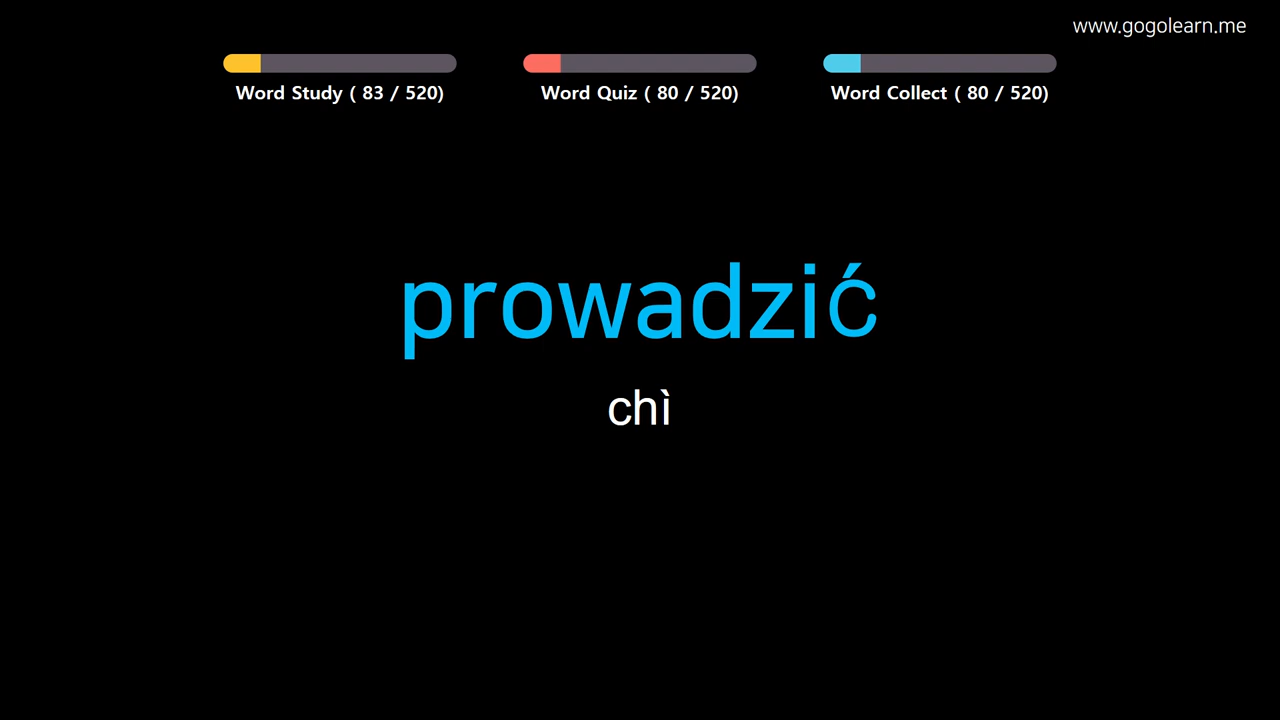 www.gogolearn.me
Word Study ( 83 / 520)
Word Quiz ( 80 / 520)
Word Collect ( 80 / 520)
prowadzić
chì